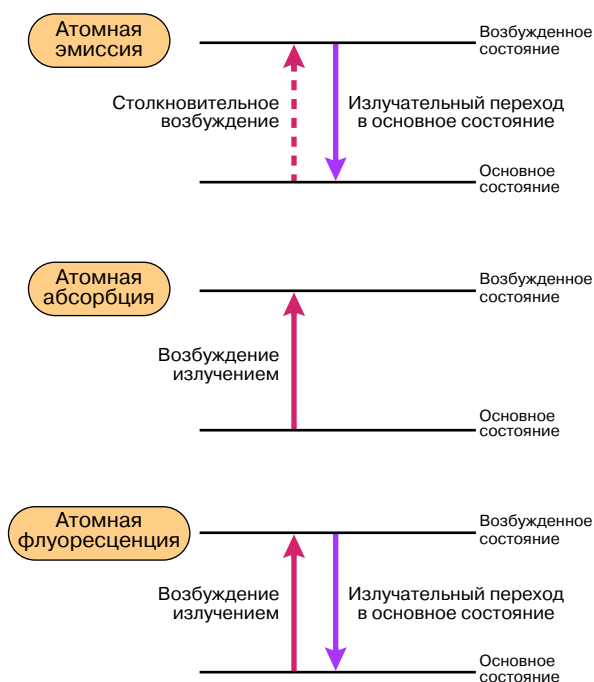 Атомная
эмиссия
Возбужденное
состояние
Столкновительное
возбуждение
Излучательный переход
в основное состояние
Основное
состояние
Атомная
абсорбция
Возбужденное
состояние
Возбуждение
излучением
Основное
состояние
Атомная
флуоресценция
Возбужденное
состояние
Возбуждение
излучением
Излучательный переход
в основное состояние
Основное
состояние